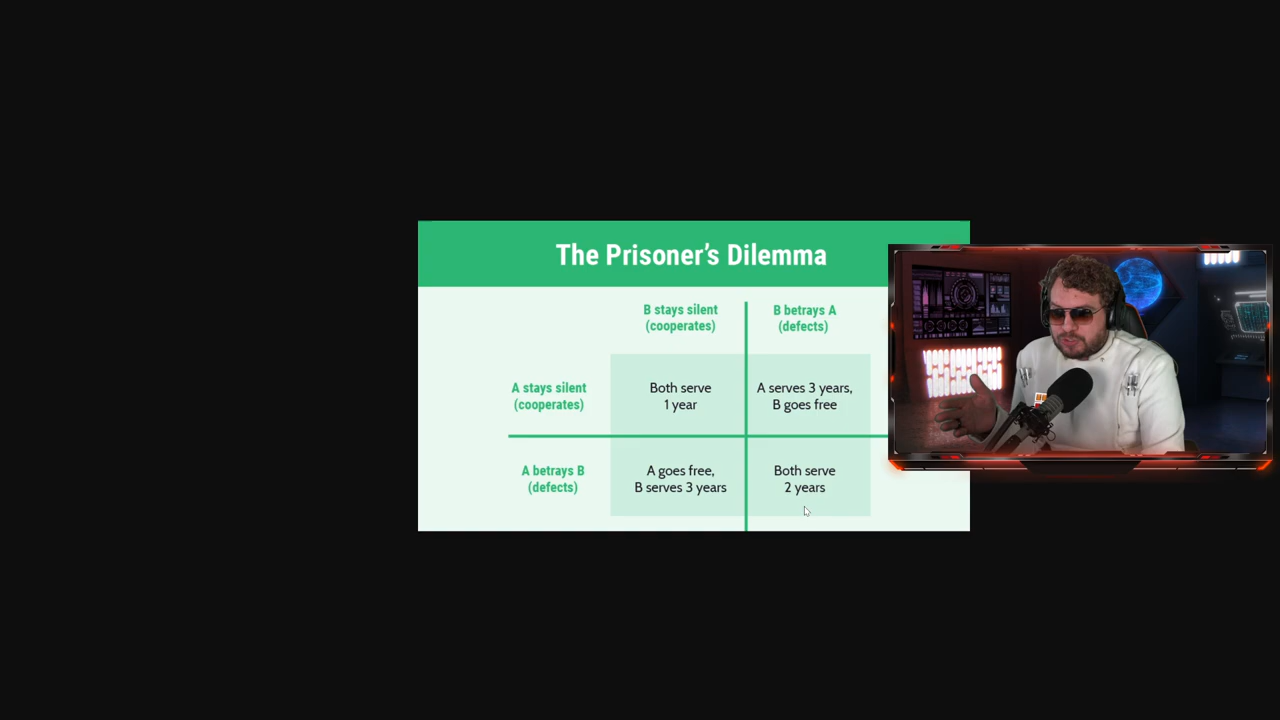 The Prisoner's Dilemma
B stays silent
(cooperates)
B betrays A
(defects)
A stays silent
(cooperates)
Both serve
1 year
A serves 3 years,
B goes free
A betrays B
(defects)
A goes free,
B serves 3 years
Both serve
2 years